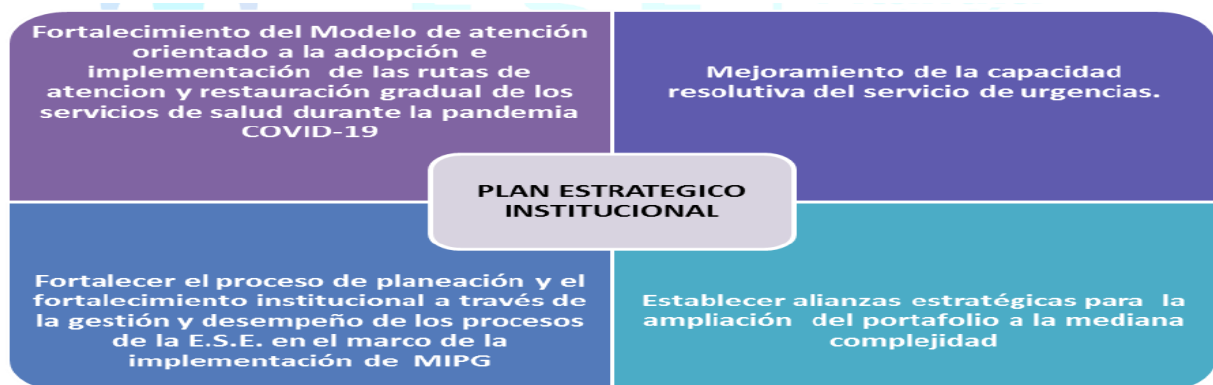 Fortalecimiento del Modelo de atención
orientado a la adopción e
implementación de las rutas de
atencion y restauración gradual de los
servicios de salud durante la pandemia
COVID-19
Mejoramiento de la capacidad
resolutiva del servicio de urgencias.
PLAN ESTRATEGICO
INSTITUCIONAL
Fortalecer el proceso de planeación y el
fortalecimiento institucional a través de
la gestión y desempeño de los procesos
de la E.S.E. en el marco de la
implementación de MIPG
Establecer alianzas estratégicas para la
ampliación del portafolio a la mediana
complejidad